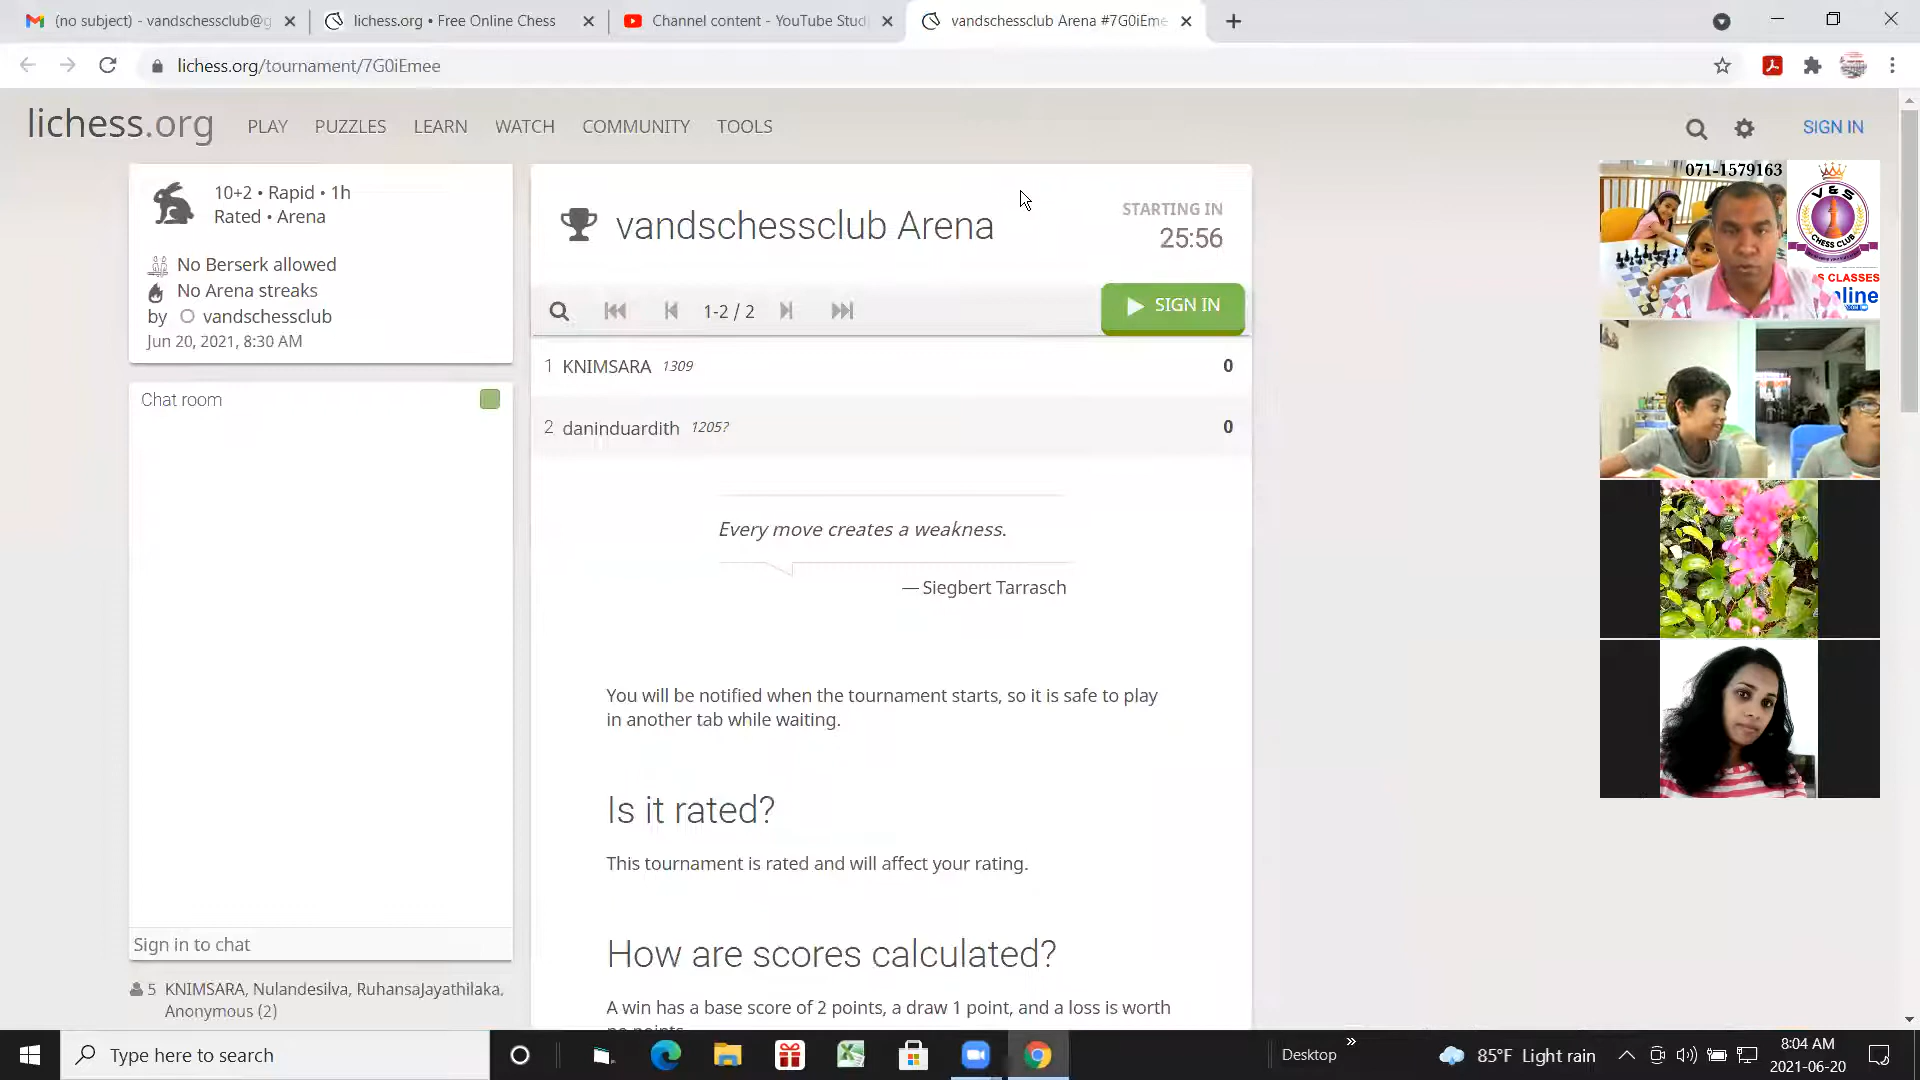 (no subject) - vandschessclub@g
lichess.org • Free Online Chess
Channel content - YouTube Stud
vandschessclub Arena #7G0iEme
lichess.org/tournament/7G0iEmee
lichess.org
PLAY
PUZZLES
LEARN
WATCH
COMMUNITY
TOOLS
SIGN IN
10+2 • Rapid • 1h
Rated • Arena
No Berserk allowed
No Arena streaks
by vandschessclub
Jun 20, 2021, 8:30 AM
Chat room
Sign in to chat
5 KNIMSARA, Nulandesilva, RuhansaJayathilaka,
Anonymous (2)
vandschessclub Arena
STARTING IN
25:56
1-2 / 2
SIGN IN
1 KNIMSARA 1309 0
2 daninduardith 1205? 0
Every move creates a weakness.
— Siegbert Tarrasch
You will be notified when the tournament starts, so it is safe to play
in another tab while waiting.
Is it rated?
This tournament is rated and will affect your rating.
How are scores calculated?
A win has a base score of 2 points, a draw 1 point, and a loss is worth
no points
071-1579163
V&S
CHESS CLUB
S CLASSES
nline
Type here to search
Desktop
85°F Light rain
8:04 AM
2021-06-20